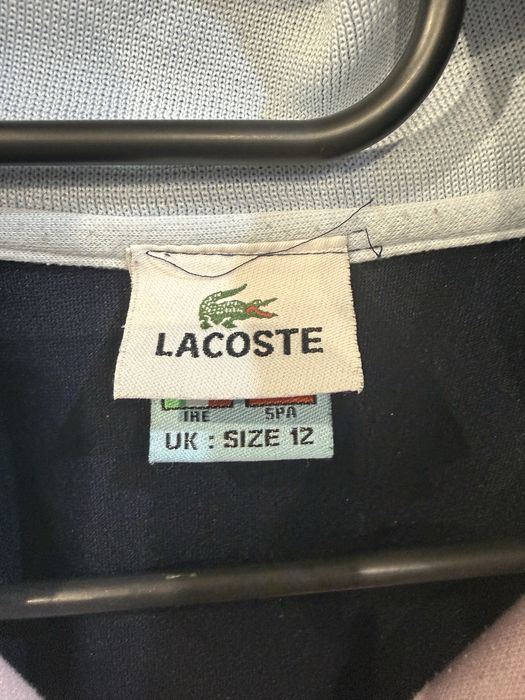 LACOSTE
IRE SPA
UK : SIZE 12